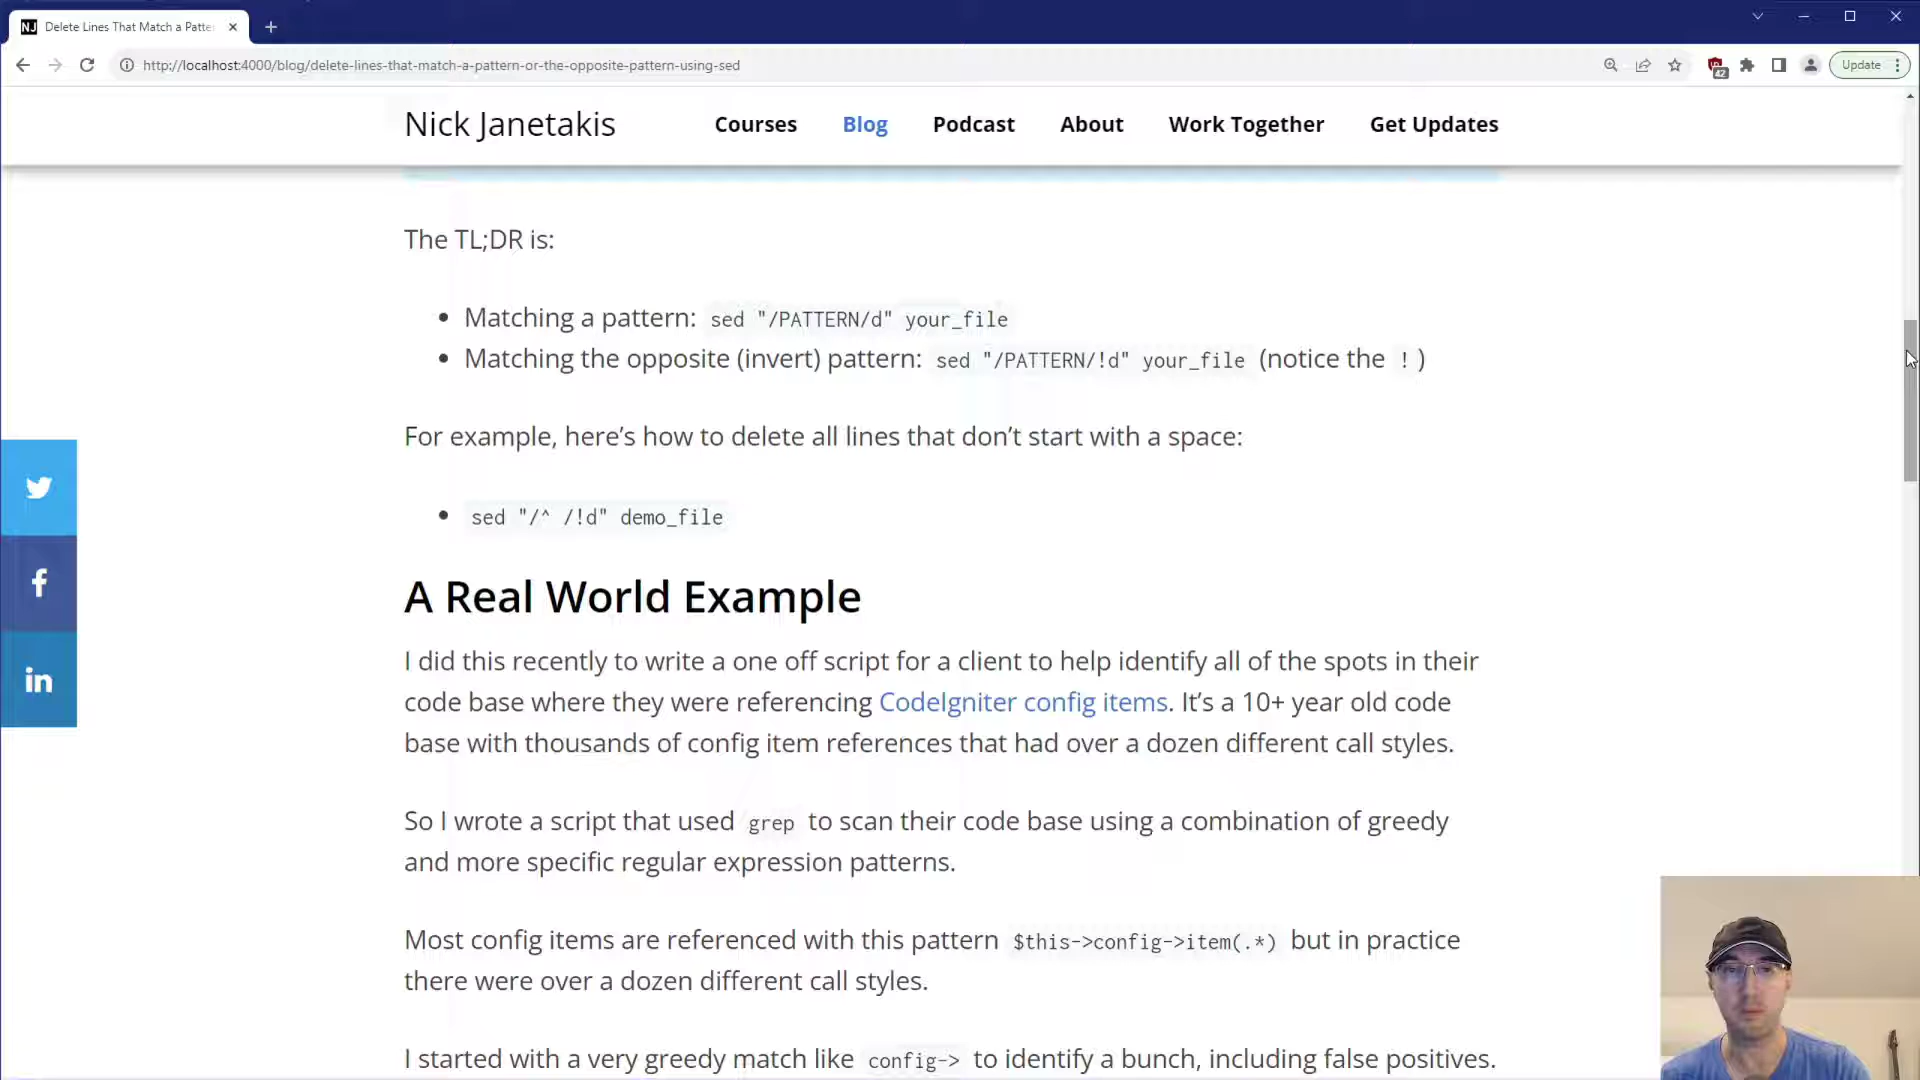 NJ Delete Lines That Match a Patte
http://localhost:4000/blog/delete-lines-that-match-a-pattern-or-the-opposite-pattern-using-sed
42
Update
Nick Janetakis Courses Blog Podcast About Work Together Get Updates
The TL;DR is:
• Matching a pattern: sed "/PATTERN/d" your_file
• Matching the opposite (invert) pattern: sed "/PATTERN/!d" your_file (notice the ! )
For example, here’s how to delete all lines that don’t start with a space:
• sed "/^ /!d" demo_file
A Real World Example
I did this recently to write a one off script for a client to help identify all of the spots in their
code base where they were referencing CodeIgniter config items. It’s a 10+ year old code
base with thousands of config item references that had over a dozen different call styles.
So I wrote a script that used grep to scan their code base using a combination of greedy
and more specific regular expression patterns.
Most config items are referenced with this pattern $this->config->item(.*) but in practice
there were over a dozen different call styles.
I started with a very greedy match like config-> to identify a bunch, including false positives.